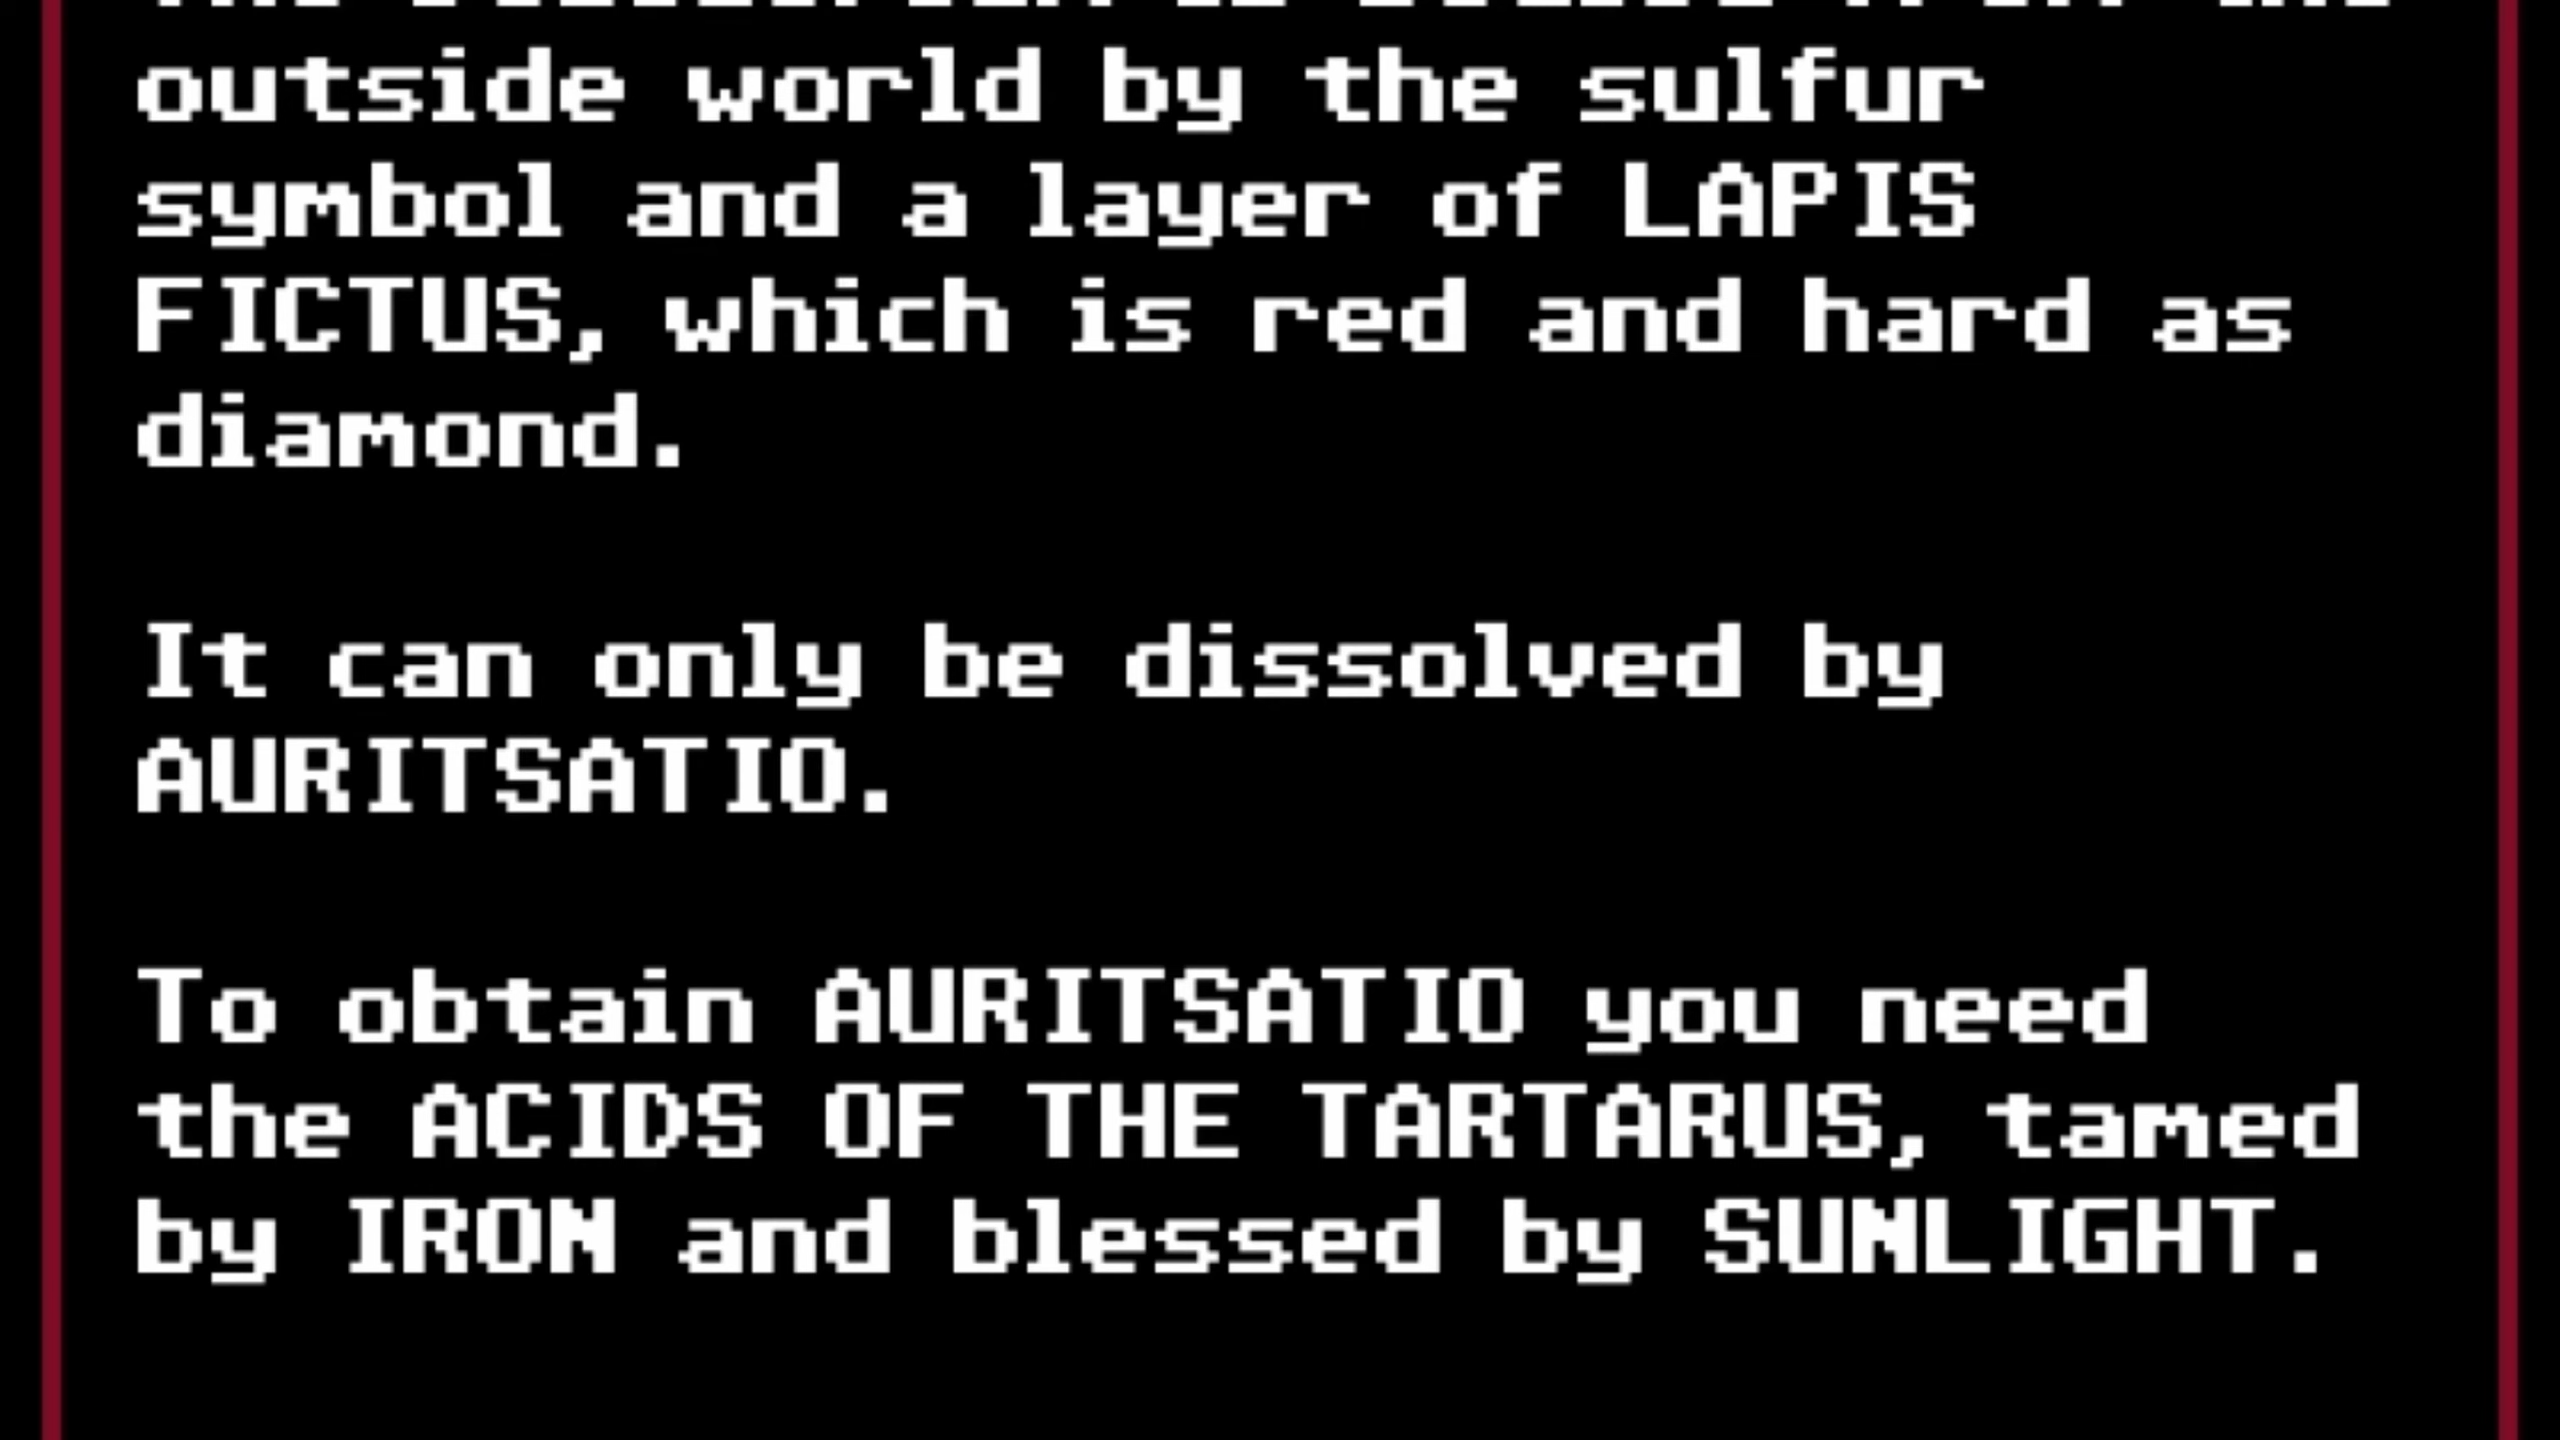 outside world by the sulfur
symbol and a layer of LAPIS
FICTUS, which is red and hard as
diamond.
It can only be dissolved by
AURITSATIO.
To obtain AURITSATIO you need
the ACIDS OF THE TARTARUS, tamed
by IRON and blessed by SUNLIGHT.